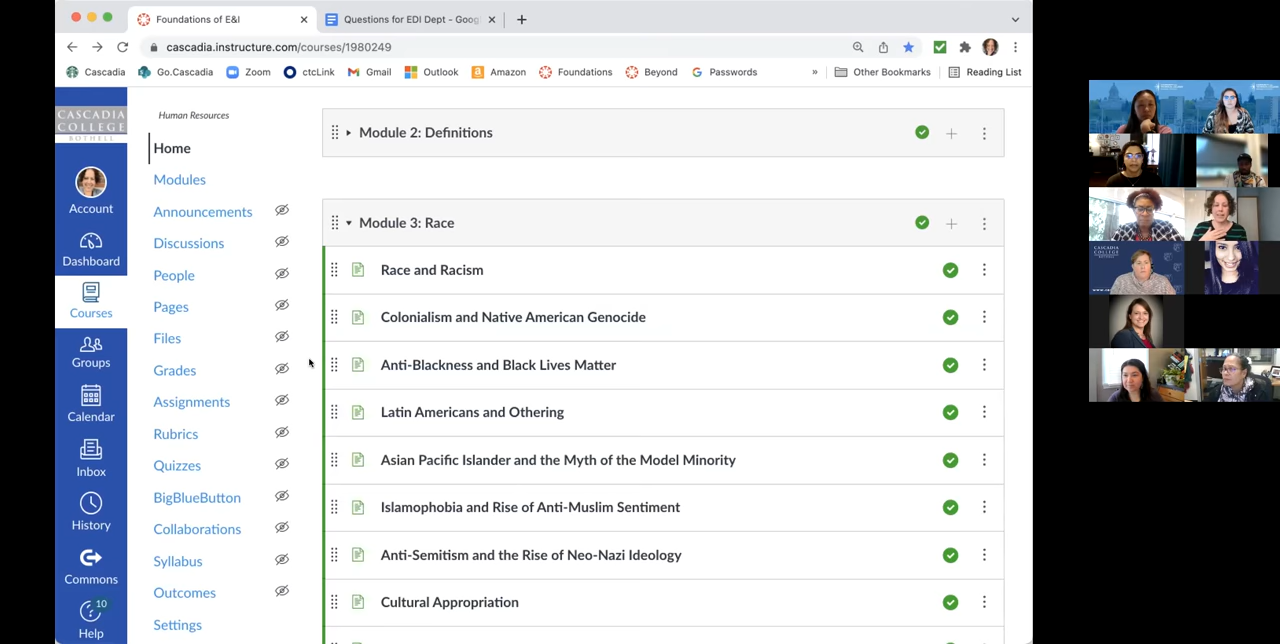 Foundations of E&I
Questions for EDI Dept - Goog
cascadia.instructure.com/courses/1980249
Cascadia
Go.Cascadia
Zoom
ctcLink
Gmail
Outlook
Amazon
Foundations
Beyond
Passwords
»
Other Bookmarks
Reading List
CASCADIA
COLLEGE
BOTHELL
Account
Dashboard
Courses
Groups
Calendar
Inbox
History
Commons
10
Help
Human Resources
Home
Modules
Announcements
Discussions
People
Pages
Files
Grades
Assignments
Rubrics
Quizzes
BigBlueButton
Collaborations
Syllabus
Outcomes
Settings
Module 2: Definitions
Module 3: Race
Race and Racism
Colonialism and Native American Genocide
Anti-Blackness and Black Lives Matter
Latin Americans and Othering
Asian Pacific Islander and the Myth of the Model Minority
Islamophobia and Rise of Anti-Muslim Sentiment
Anti-Semitism and the Rise of Neo-Nazi Ideology
Cultural Appropriation
CASCADIA
COLLEGE